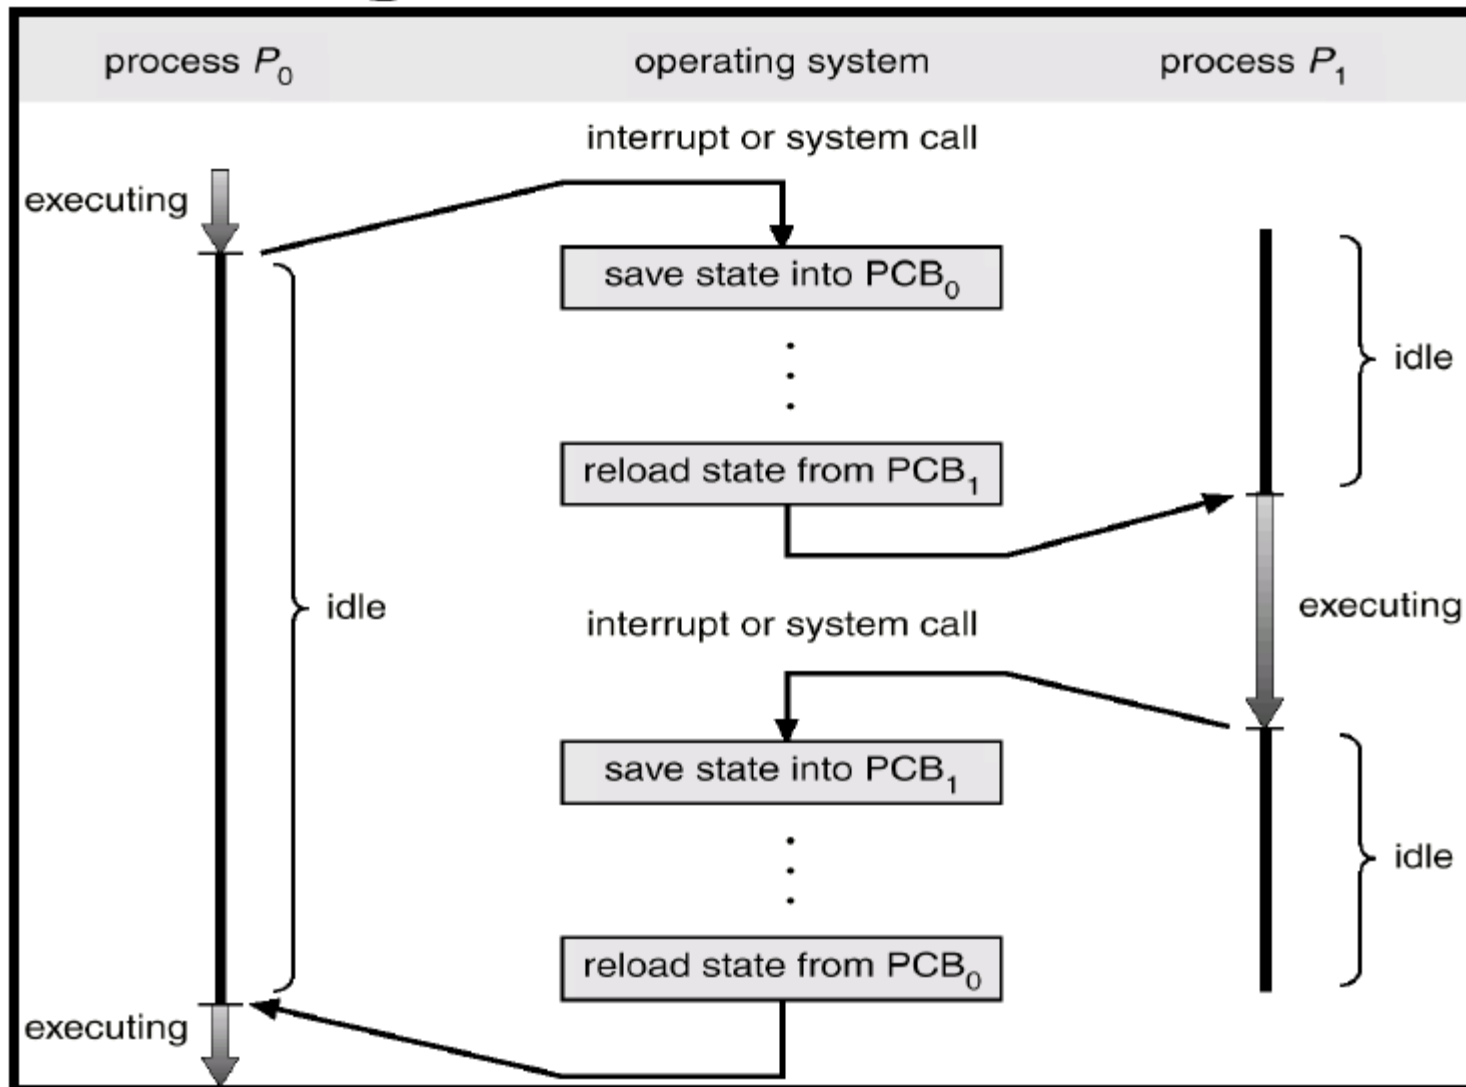 process P₀ operating system process P₁
interrupt or system call
executing
save state into PCB₀
idle
reload state from PCB₁
idle
interrupt or system call
executing
save state into PCB₁
idle
reload state from PCB₀
executing